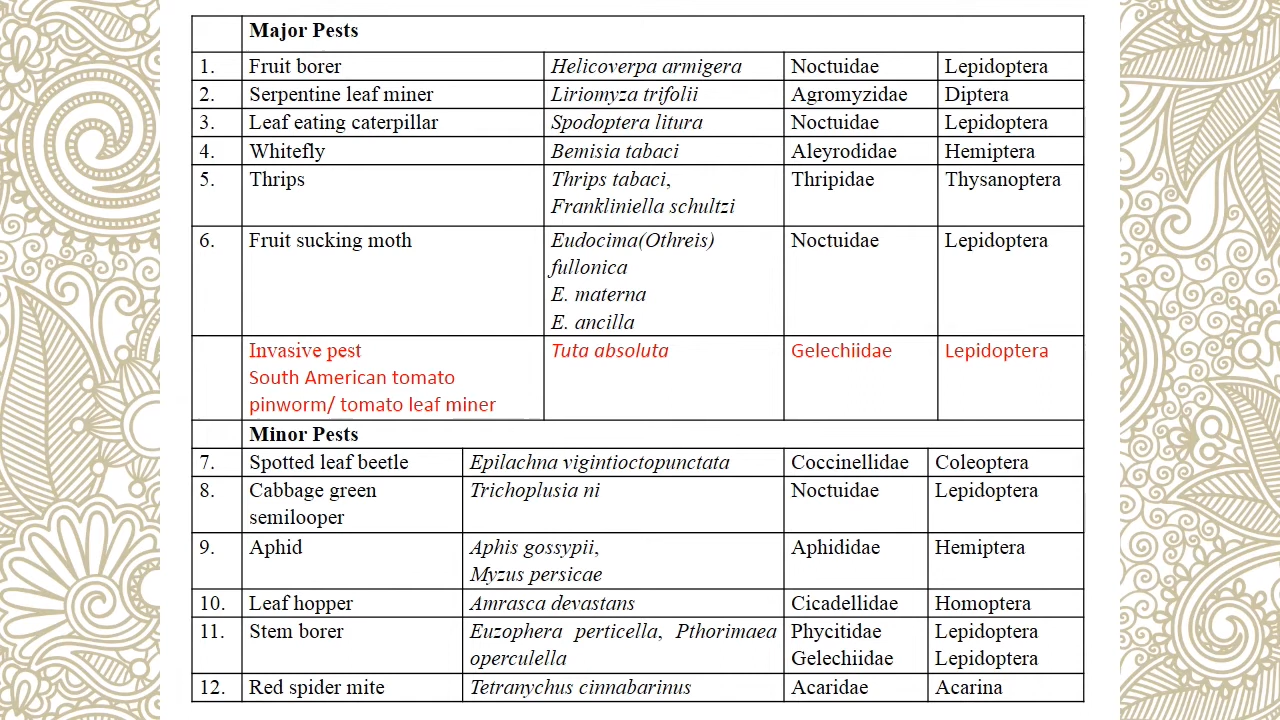 Major Pests
1. Fruit borer Helicoverpa armigera Noctuidae Lepidoptera
2. Serpentine leaf miner Liriomyza trifolii Agromyzidae Diptera
3. Leaf eating caterpillar Spodoptera litura Noctuidae Lepidoptera
4. Whitefly Bemisia tabaci Aleyrodidae Hemiptera
5. Thrips Thrips tabaci, Thripidae Thysanoptera
Frankliniella schultzi
6. Fruit sucking moth Eudocima(Othreis) Noctuidae Lepidoptera
fullonica
E. materna
E. ancilla
Invasive pest Tuta absoluta Gelechiidae Lepidoptera
South American tomato
pinworm/ tomato leaf miner
Minor Pests
7. Spotted leaf beetle Epilachna vigintioctopunctata Coccinellidae Coleoptera
8. Cabbage green Trichoplusia ni Noctuidae Lepidoptera
semilooper
9. Aphid Aphis gossypii, Aphididae Hemiptera
Myzus persicae
10. Leaf hopper Amrasca devastans Cicadellidae Homoptera
11. Stem borer Euzophera perticella, Pthorimaea Phycitidae Lepidoptera
operculella Gelechiidae Lepidoptera
12. Red spider mite Tetranychus cinnabarinus Acaridae Acarina